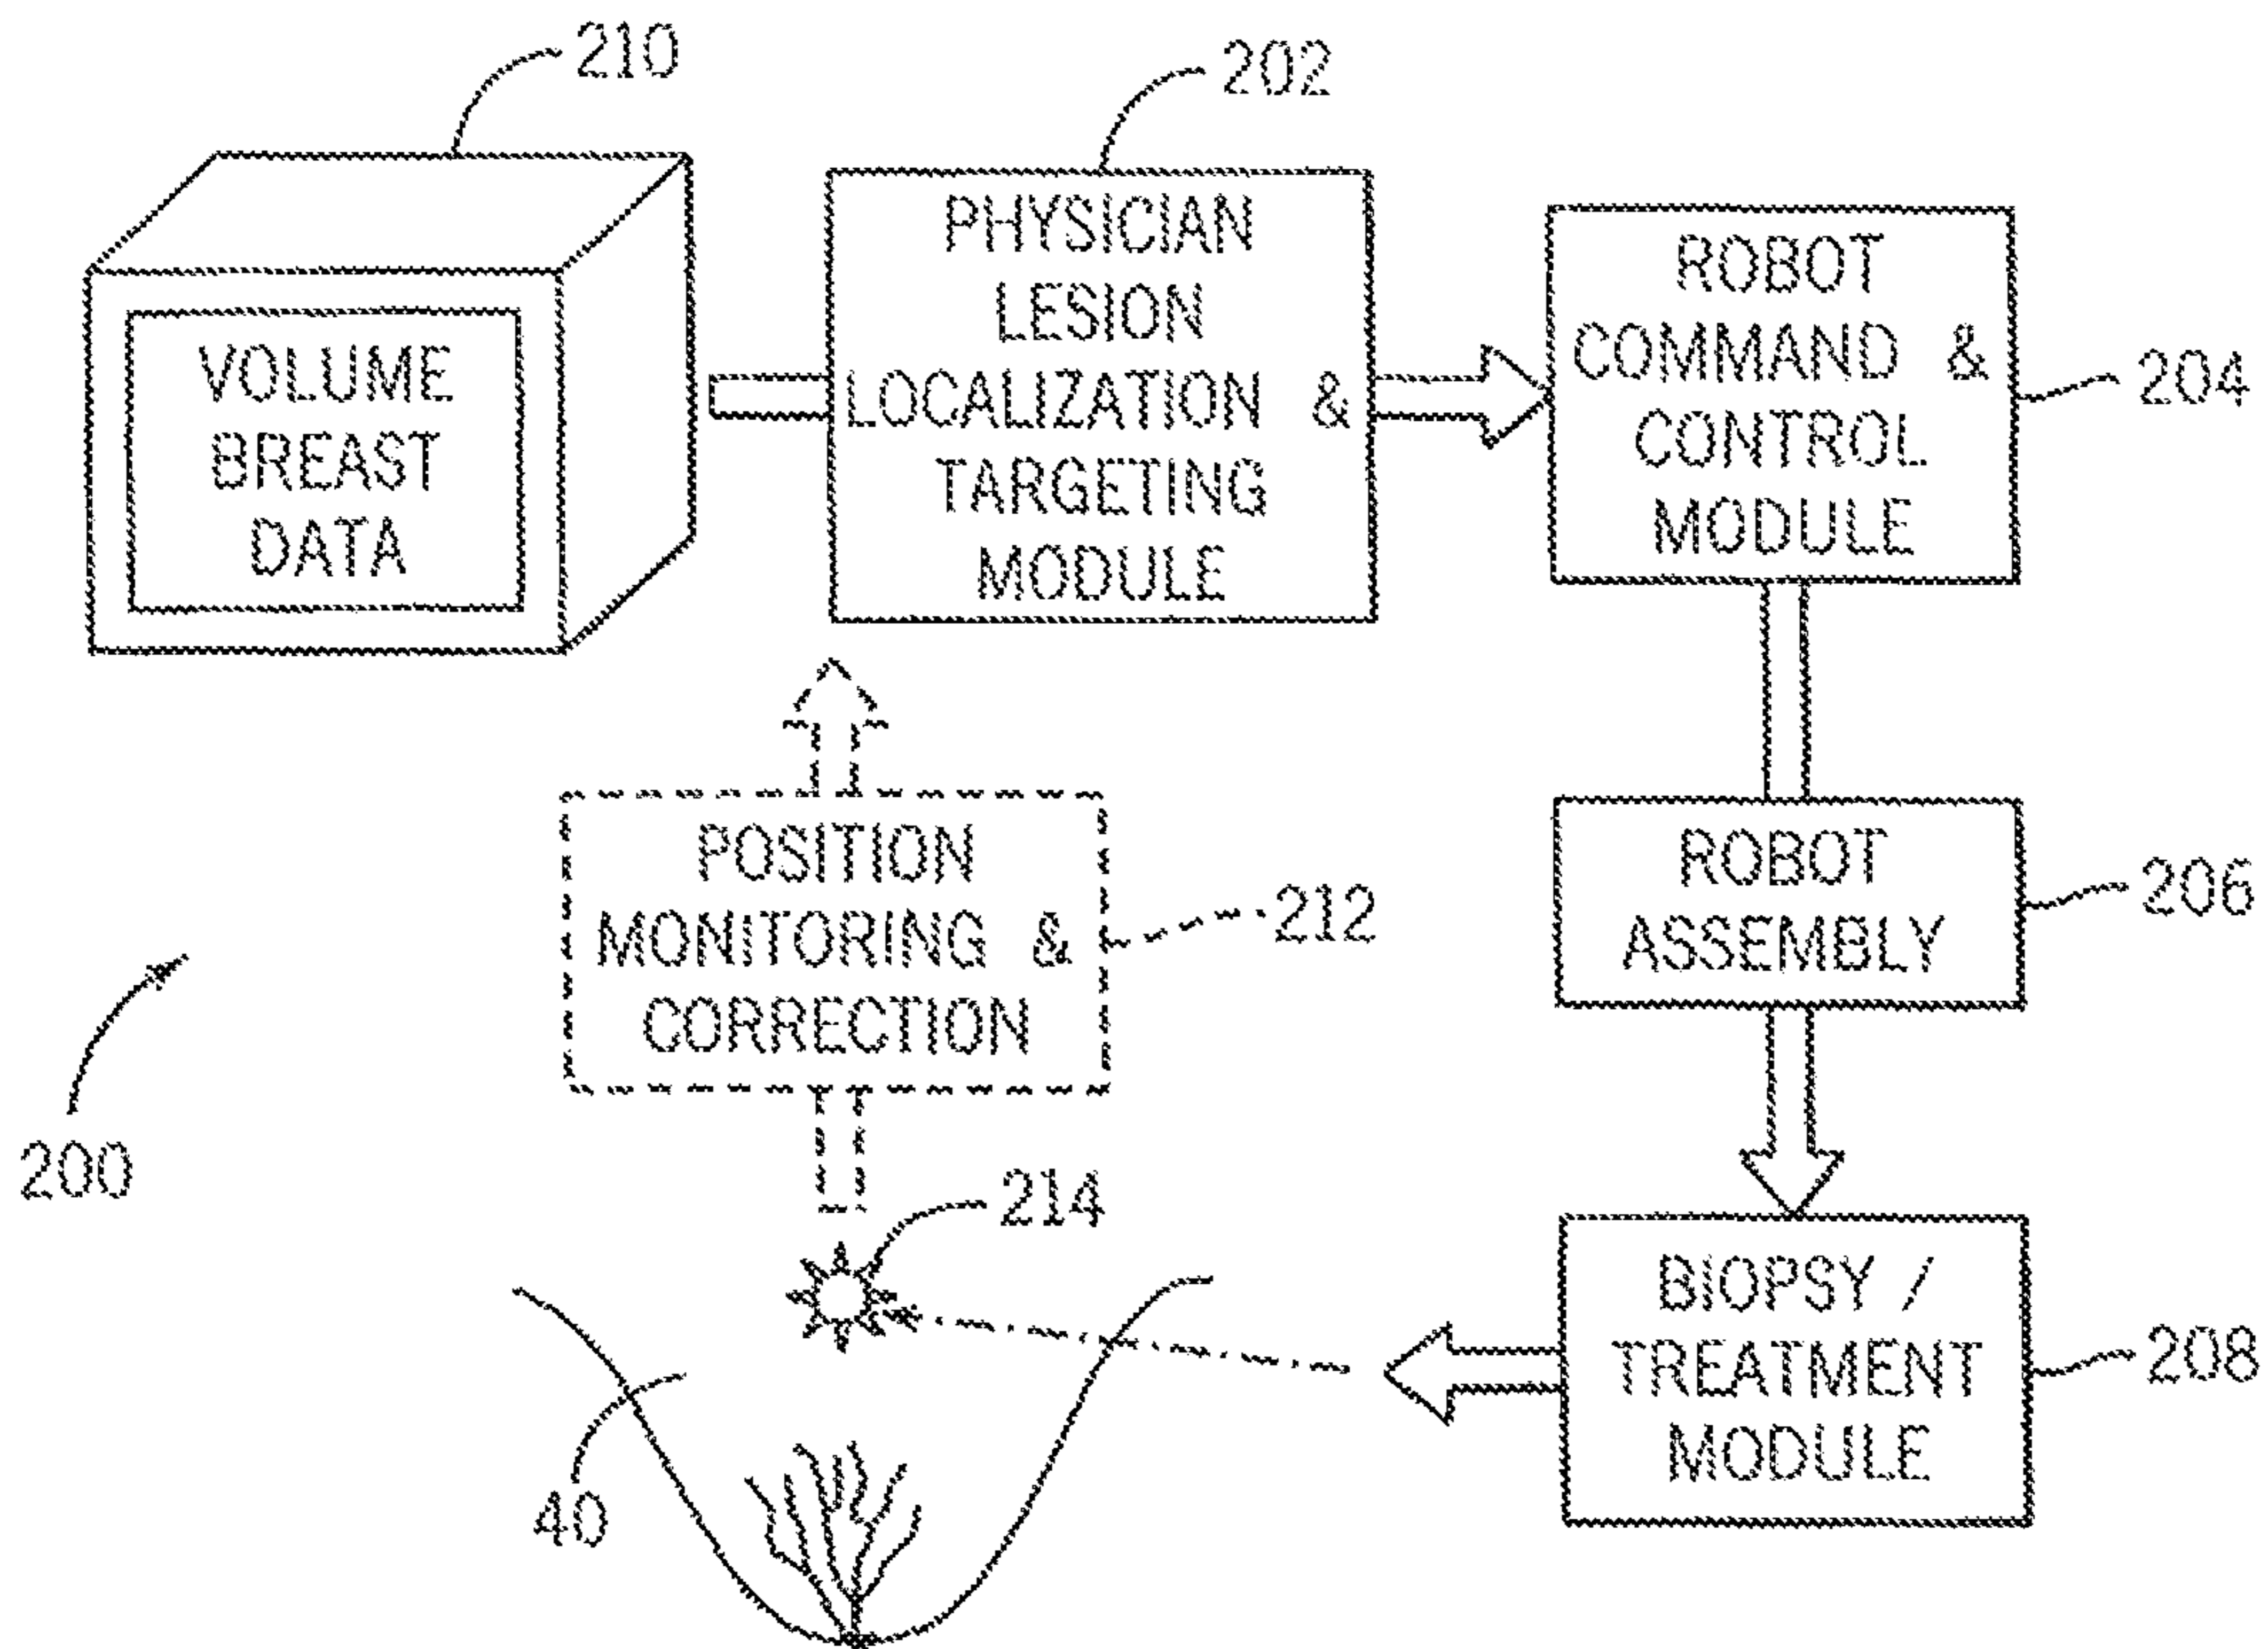 210
202
VOLUME
BREAST
DATA
PHYSICIAN
LESION
LOCALIZATION &
TARGETING
MODULE
ROBOT
COMMAND &
CONTROL
MODULE
204
POSITION
MONITORING &
CORRECTION
212
ROBOT
ASSEMBLY
206
200
214
BIOPSY /
TREATMENT
MODULE
208
40